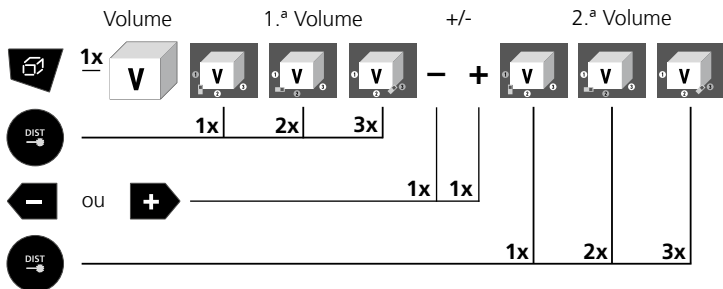 Volume 1.ª Volume +/- 2.ª Volume
1x V V V V − + V V V
DIST 1x 2x 3x
− ou + 1x 1x
DIST 1x 2x 3x